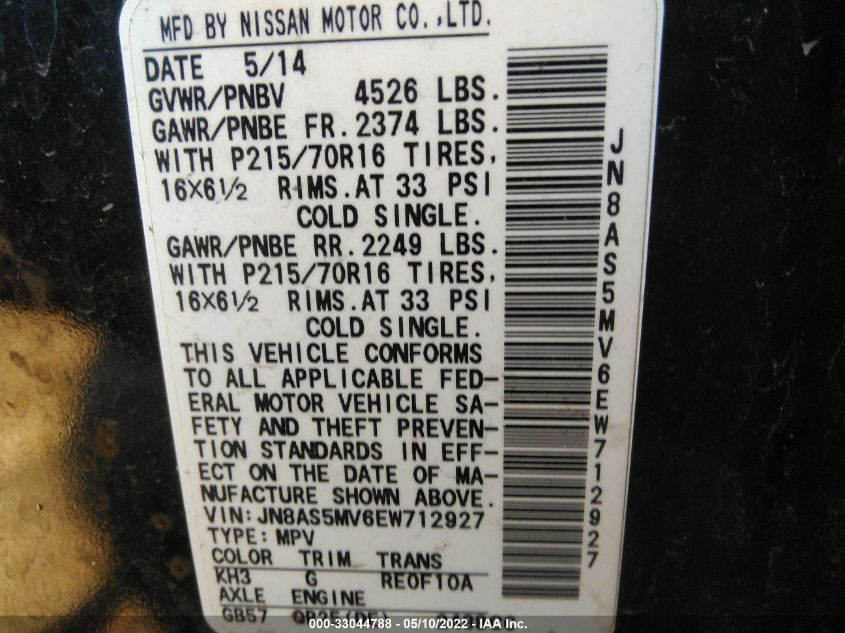 MFD BY NISSAN MOTOR CO.,LTD.
DATE 5/14
GVWR/PNBV 4526 LBS.
GAWR/PNBE FR.2374 LBS.
WITH P215/70R16 TIRES,
16X6½ RIMS.AT 33 PSI
COLD SINGLE.
GAWR/PNBE RR.2249 LBS.
WITH P215/70R16 TIRES,
16X6½ RIMS.AT 33 PSI
COLD SINGLE.
THIS VEHICLE CONFORMS
TO ALL APPLICABLE FED-
ERAL MOTOR VEHICLE SA-
FETY AND THEFT PREVEN-
TION STANDARDS IN EFF-
ECT ON THE DATE OF MA-
NUFACTURE SHOWN ABOVE.
VIN:JN8AS5MV6EW712927
TYPE:MPV
COLOR TRIM TRANS
KH3 G RE0F10A
AXLE ENGINE
GB57
JN8AS5MV6EW712927
000-33044788 - 05/10/2022 - IAAC